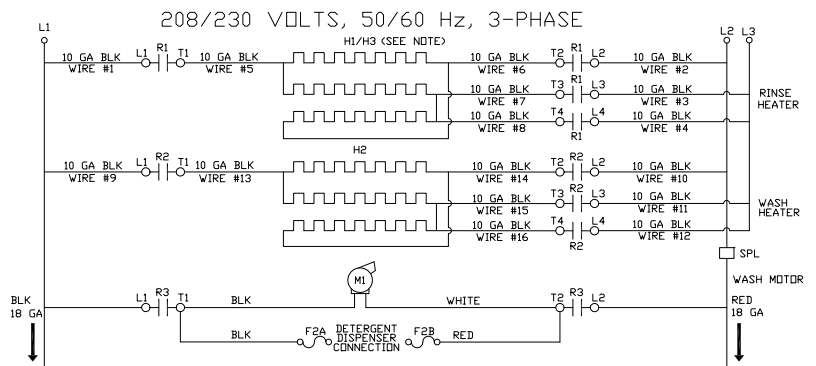 208/230 VOLTS, 50/60 Hz, 3-PHASE
L1 L2 L3
H1/H3 (SEE NOTE)
10 GA BLK L1 R1 T1 10 GA BLK 10 GA BLK T2 R1 L2 10 GA BLK
WIRE #1 WIRE #5 WIRE #6 WIRE #2
10 GA BLK T3 R1 L3 10 GA BLK
WIRE #7 WIRE #3
RINSE
HEATER
10 GA BLK T4 L4 10 GA BLK
WIRE #8 R1 WIRE #4
H2
10 GA BLK L1 R2 T1 10 GA BLK 10 GA BLK T2 R2 L2 10 GA BLK
WIRE #9 WIRE #13 WIRE #14 WIRE #10
10 GA BLK T3 R2 L3 10 GA BLK
WIRE #15 WIRE #11
WASH
HEATER
10 GA BLK T4 L4 10 GA BLK
WIRE #16 R2 WIRE #12
SPL
M1
WASH MOTOR
BLK
18 GA
L1 R3 T1 BLK WHITE T2 R3 L2
RED
18 GA
BLK F2A DETERGENT
DISPENSER
CONNECTION F2B RED